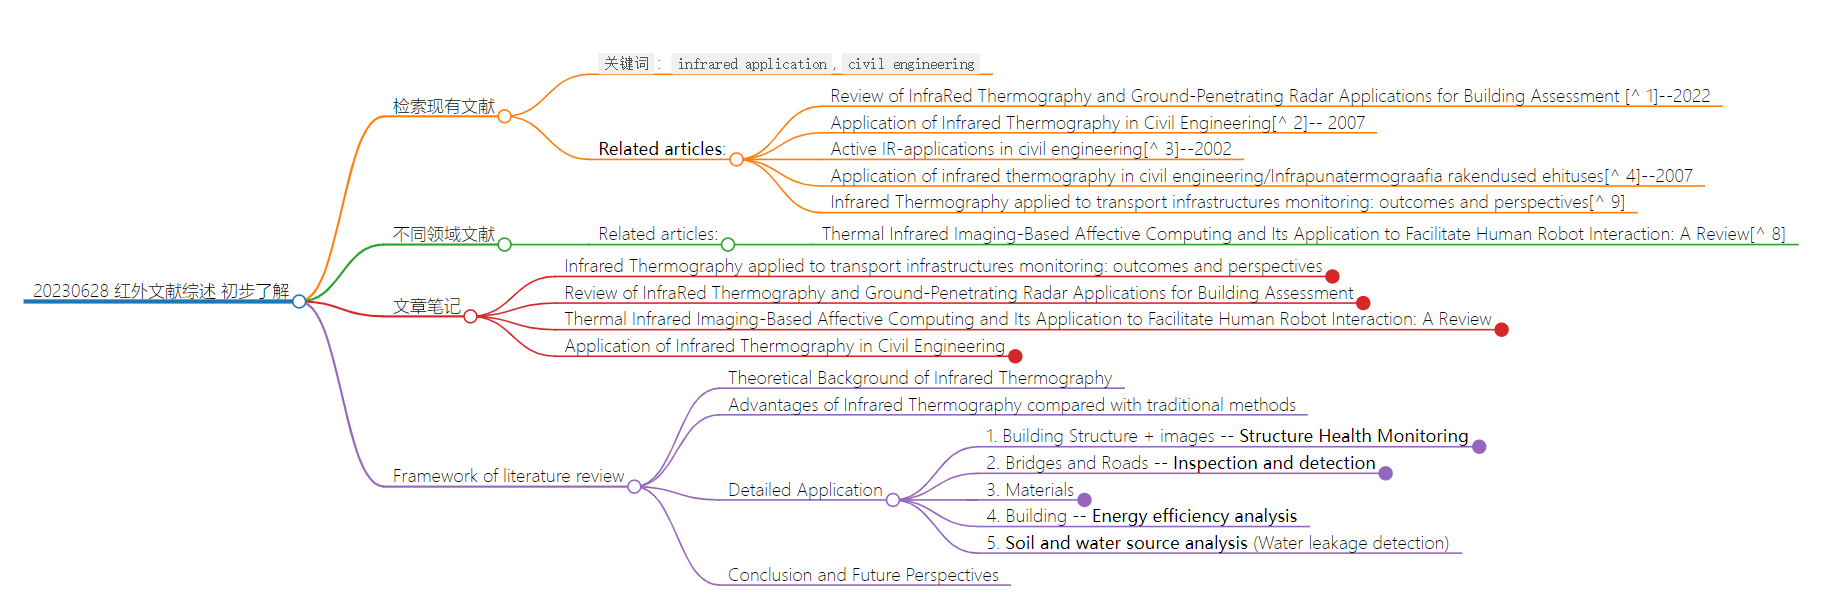 20230628 红外文献综述 初步了解
检索现有文献
关键词： infrared application, civil engineering
Related articles:
Review of InfraRed Thermography and Ground-Penetrating Radar Applications for Building Assessment [^ 1]--2022
Application of Infrared Thermography in Civil Engineering[^ 2]-- 2007
Active IR-applications in civil engineering[^ 3]--2002
Application of infrared thermography in civil engineering/Infrapunatermograafia rakendused ehituses[^ 4]--2007
Infrared Thermography applied to transport infrastructures monitoring: outcomes and perspectives[^ 9]
不同领域文献
Related articles:
Thermal Infrared Imaging-Based Affective Computing and Its Application to Facilitate Human Robot Interaction: A Review[^ 8]
文章笔记
Infrared Thermography applied to transport infrastructures monitoring: outcomes and perspectives
Review of InfraRed Thermography and Ground-Penetrating Radar Applications for Building Assessment
Thermal Infrared Imaging-Based Affective Computing and Its Application to Facilitate Human Robot Interaction: A Review
Application of Infrared Thermography in Civil Engineering
Framework of literature review
Theoretical Background of Infrared Thermography
Advantages of Infrared Thermography compared with traditional methods
Detailed Application
1. Building Structure + images -- Structure Health Monitoring
2. Bridges and Roads -- Inspection and detection
3. Materials
4. Building -- Energy efficiency analysis
5. Soil and water source analysis (Water leakage detection)
Conclusion and Future Perspectives